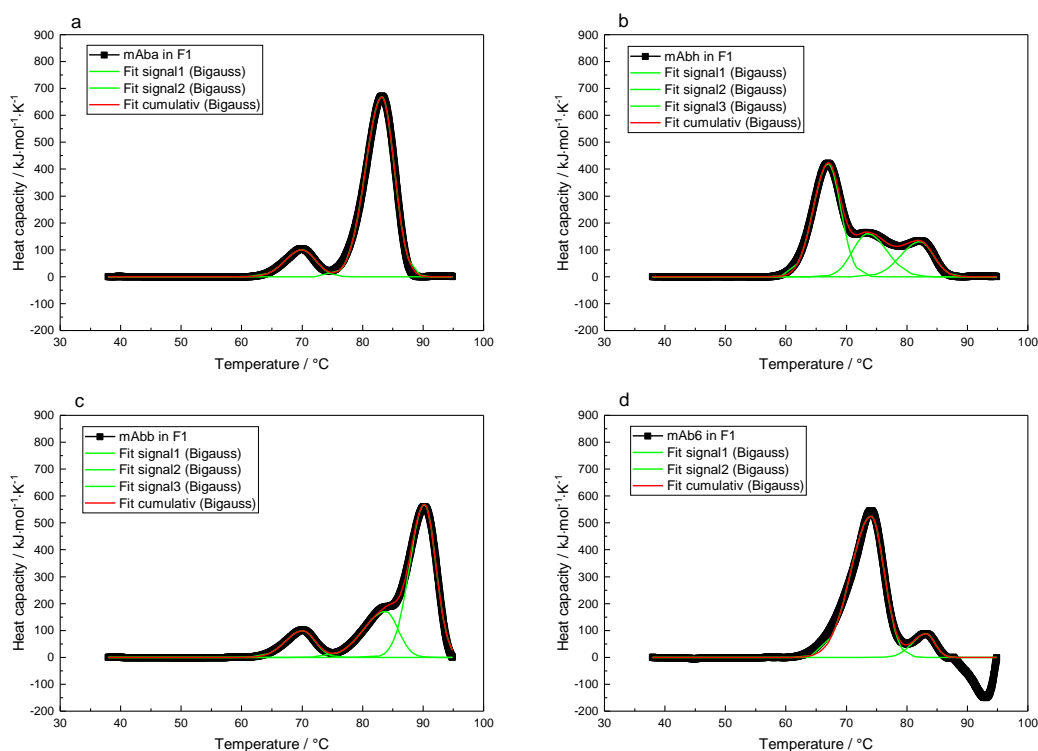 a
900
800
700
600
500
400
300
200
100
0
-100
-200
Heat capacity / kJ·mol⁻¹·K⁻¹
mAba in F1
Fit signal1 (Bigauss)
Fit signal2 (Bigauss)
Fit cumulativ (Bigauss)
30 40 50 60 70 80 90 100
Temperature / °C
b
900
800
700
600
500
400
300
200
100
0
-100
-200
Heat capacity / kJ·mol⁻¹·K⁻¹
mAbh in F1
Fit signal1 (Bigauss)
Fit signal2 (Bigauss)
Fit signal3 (Bigauss)
Fit cumulativ (Bigauss)
30 40 50 60 70 80 90 100
Temperature / °C
c
900
800
700
600
500
400
300
200
100
0
-100
-200
Heat capacity / kJ·mol⁻¹·K⁻¹
mAbb in F1
Fit signal1 (Bigauss)
Fit signal2 (Bigauss)
Fit signal3 (Bigauss)
Fit cumulativ (Bigauss)
30 40 50 60 70 80 90 100
Temperature / °C
d
900
800
700
600
500
400
300
200
100
0
-100
-200
Heat capacity / kJ·mol⁻¹·K⁻¹
mAb6 in F1
Fit signal1 (Bigauss)
Fit signal2 (Bigauss)
Fit cumulativ (Bigauss)
30 40 50 60 70 80 90 100
Temperature / °C